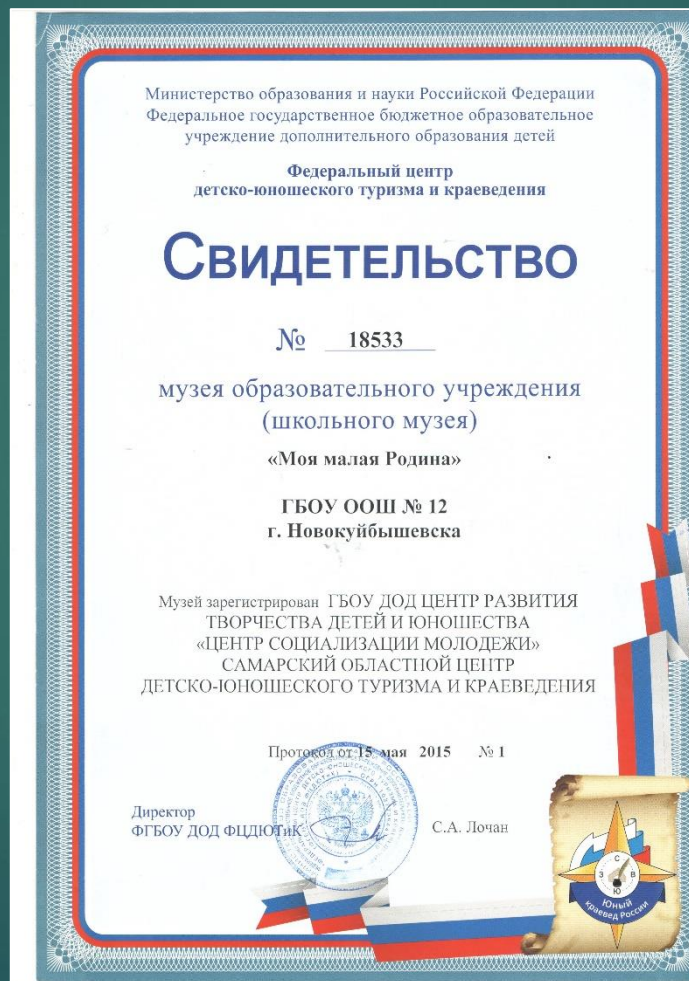 Министерство образования и науки Российской Федерации
Федеральное государственное бюджетное образовательное
учреждение дополнительного образования детей
Федеральный центр
детско-юношеского туризма и краеведения
СВИДЕТЕЛЬСТВО
№ 18533
музея образовательного учреждения
(школьного музея)
«Моя малая Родина»
ГБОУ ООШ № 12
г. Новокуйбышевска
Музей зарегистрирован ГБОУ ДОД ЦЕНТР РАЗВИТИЯ
ТВОРЧЕСТВА ДЕТЕЙ И ЮНОШЕСТВА
«ЦЕНТР СОЦИАЛИЗАЦИИ МОЛОДЕЖИ»
САМАРСКИЙ ОБЛАСТНОЙ ЦЕНТР
ДЕТСКО-ЮНОШЕСКОГО ТУРИЗМА И КРАЕВЕДЕНИЯ
Протокол от 15 мая 2015 № 1
Директор
ФГБОУ ДОД ФЦДЮТиК
С.А. Лочан
С
З В
Ю
Юный
краевед России